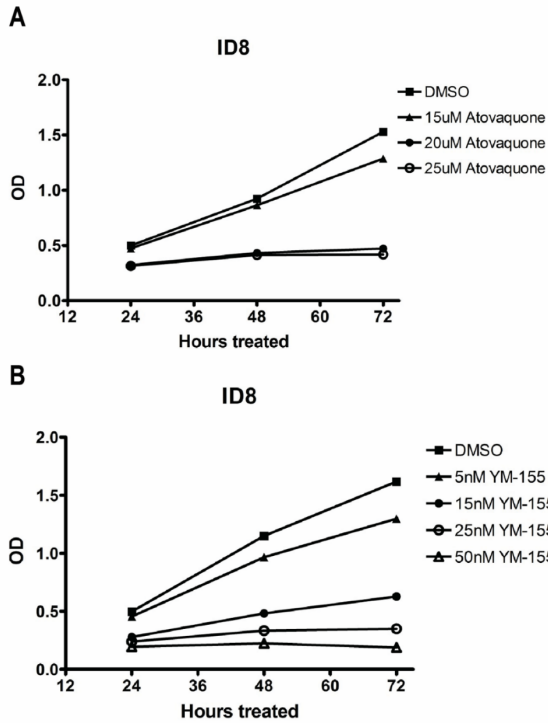 A
ID8
2.0
1.5
1.0
0.5
0.0
OD
12 24 36 48 60 72
Hours treated
DMSO
15uM Atovaquone
20uM Atovaquone
25uM Atovaquone
B
ID8
2.0
1.5
1.0
0.5
0.0
OD
12 24 36 48 60 72
Hours treated
DMSO
5nM YM-155
15nM YM-155
25nM YM-155
50nM YM-155